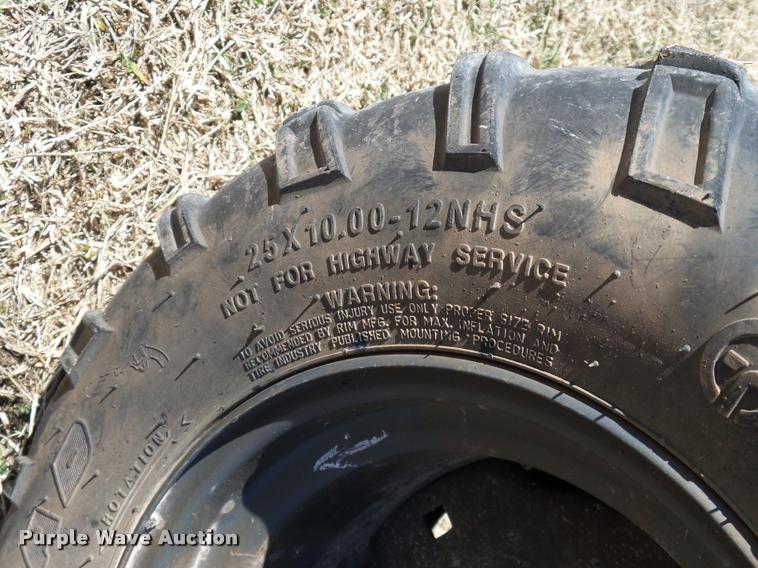 25X10.00-12NHS
NOT FOR HIGHWAY SERVICE
WARNING:
TO AVOID SERIOUS INJURY USE ONLY PROPER SIZE RIM
RECOMMENDED BY RIM MFG. FOR MAX. INFLATION AND
TIRE INDUSTRY PUBLISHED MOUNTING PROCEDURES
ROTATION
Purple Wave Auction